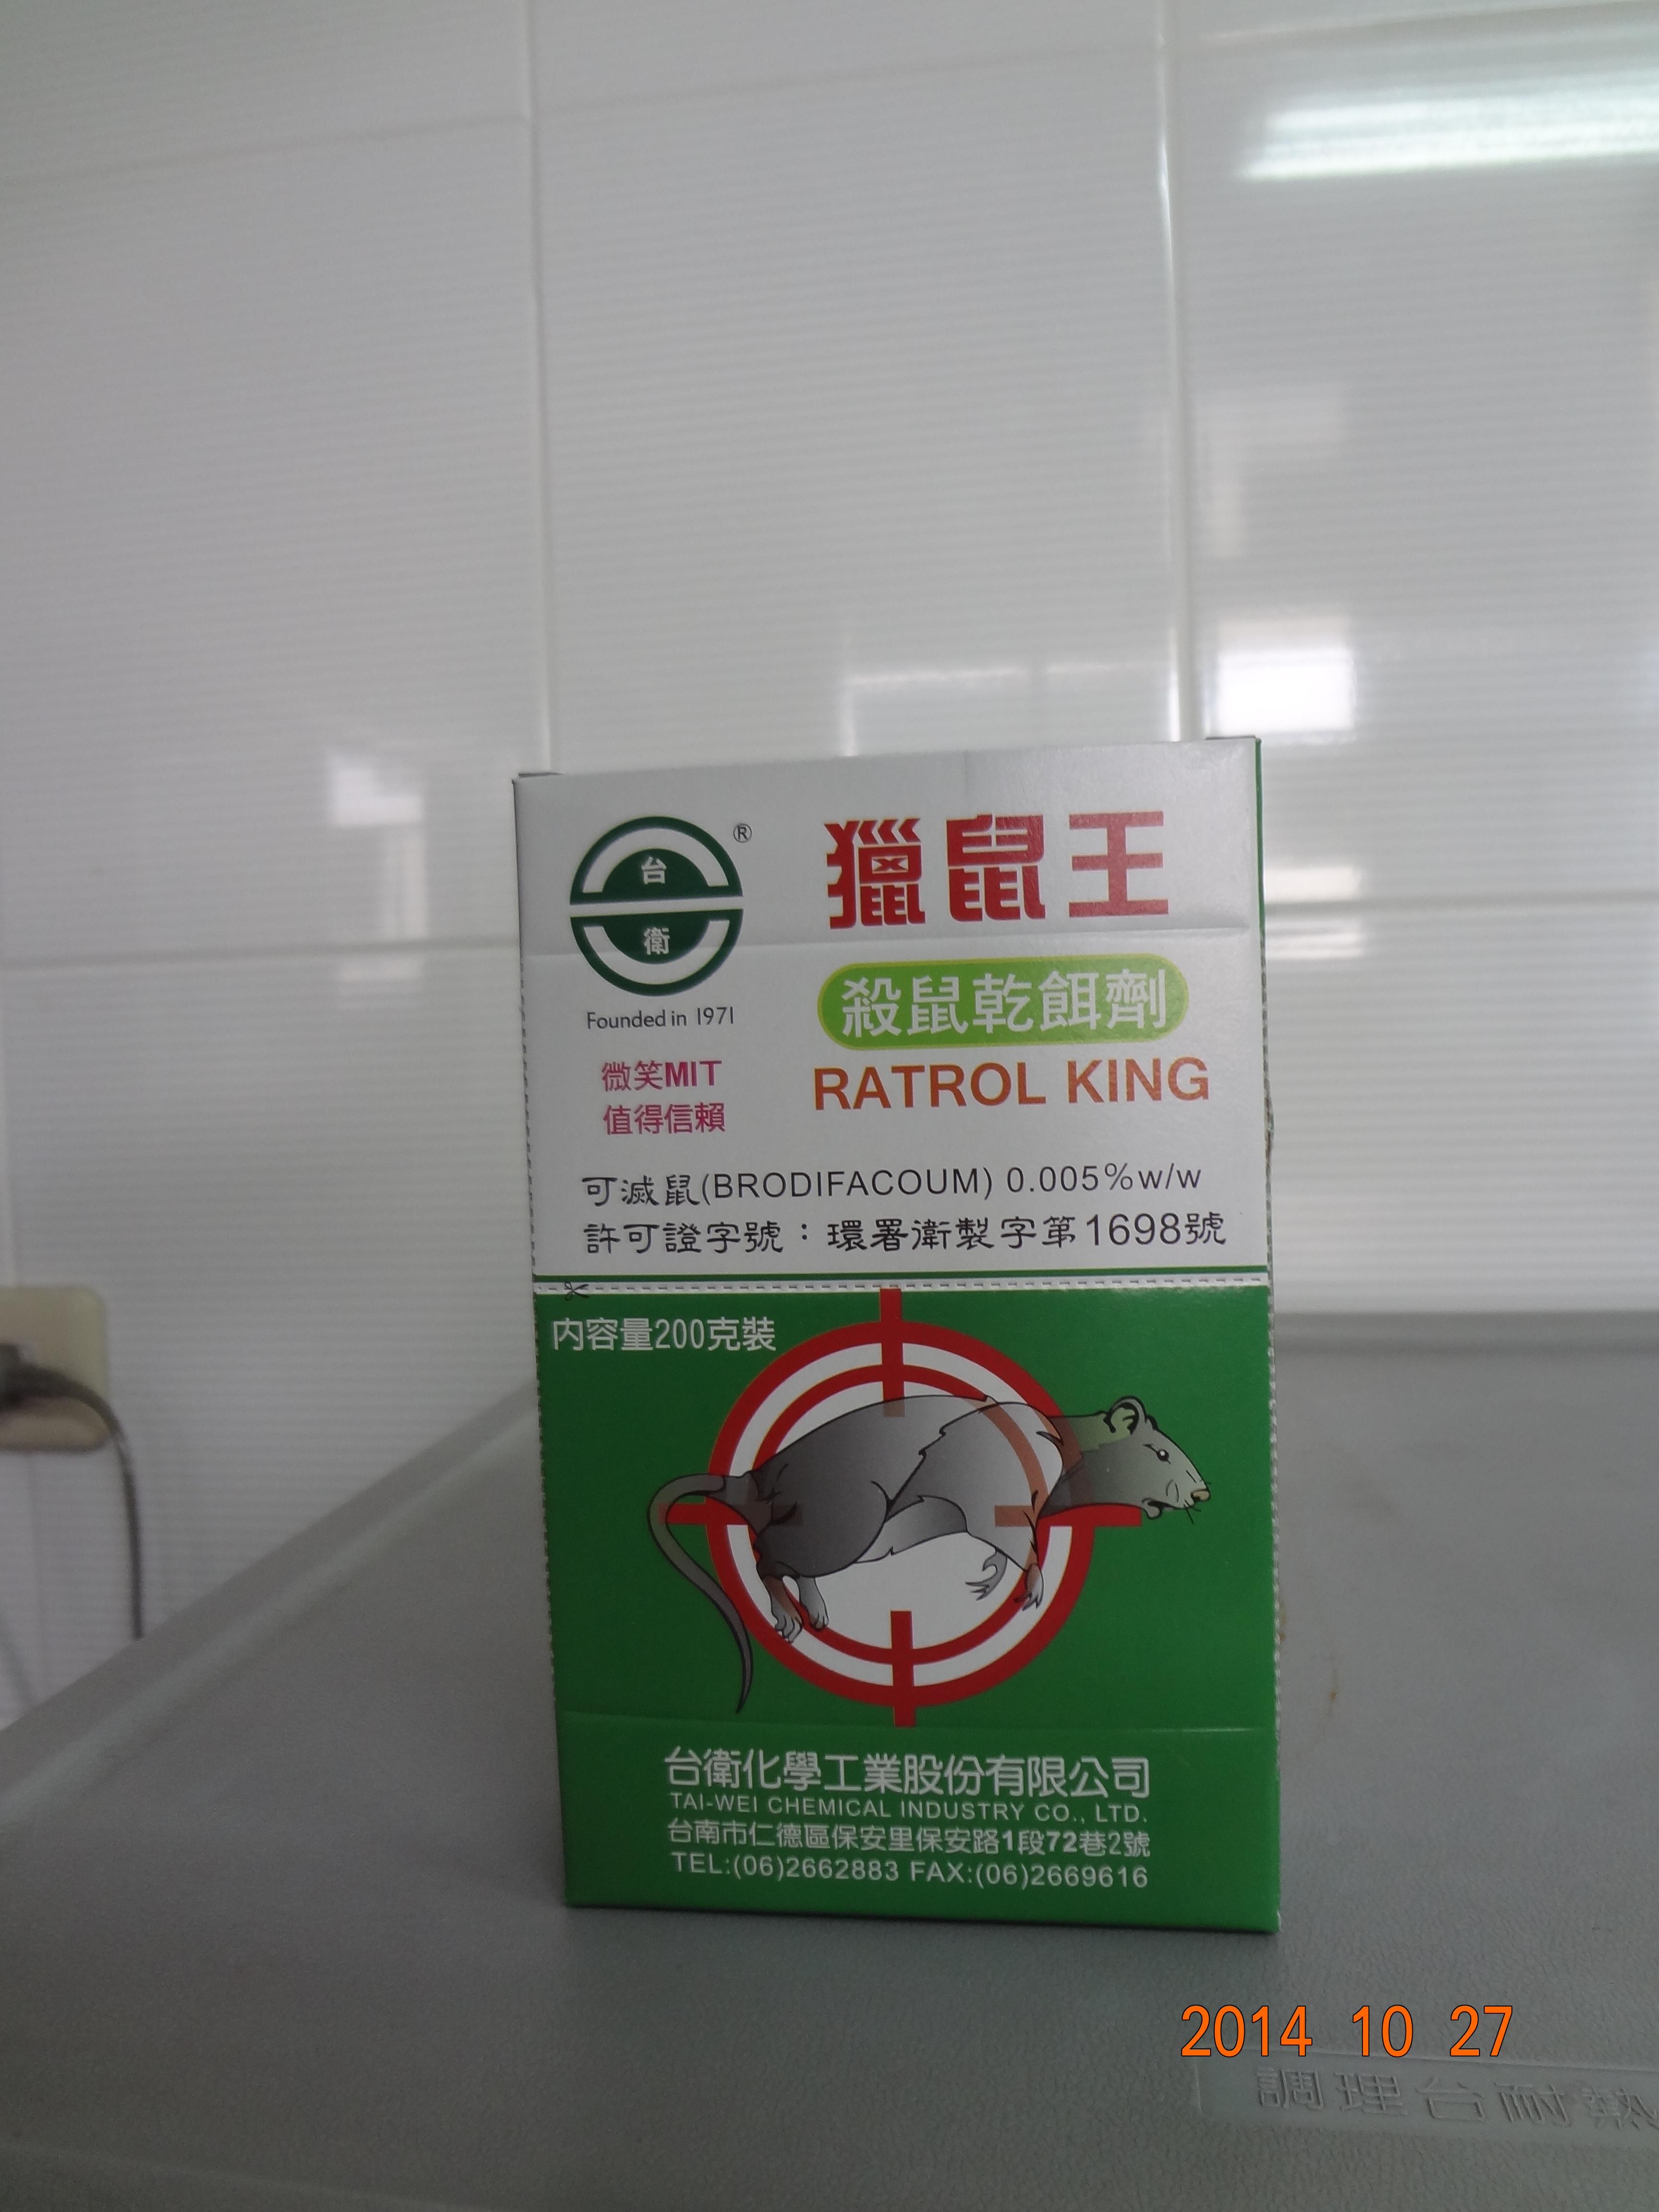 台
衛
®
Founded in 1971
微笑MIT
值得信賴
獵鼠王
殺鼠乾餌劑
RATROL KING
可滅鼠(BRODIFACOUM) 0.005%w/w
許可證字號：環署衛製字第1698號
內容量200克裝
台衛化學工業股份有限公司
TAI-WEI CHEMICAL INDUSTRY CO., LTD.
台南市仁德區保安里保安路1段72巷2號
TEL:(06)2662883 FAX:(06)2669616
2014 10 27
調理台耐熱